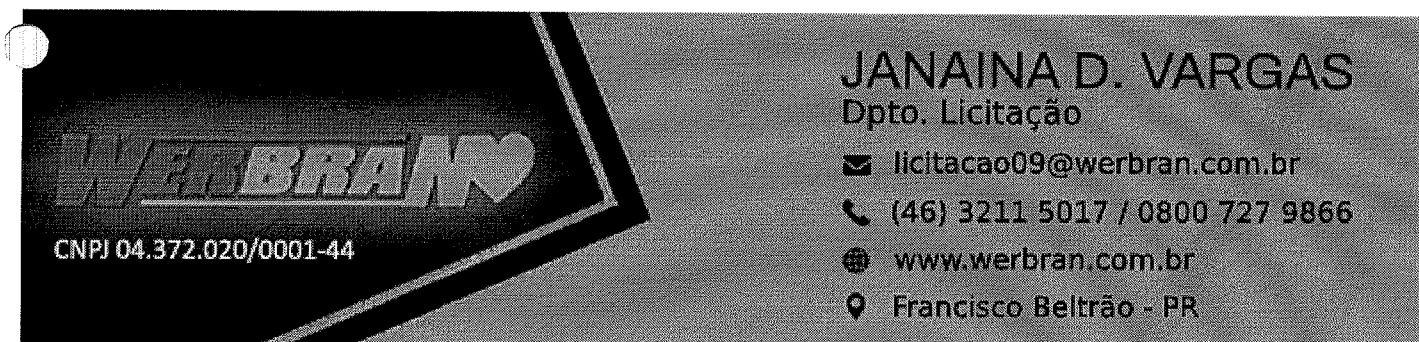 WERBRAN
CNPJ 04.372.020/0001-44
JANAINA D. VARGAS
Dpto. Licitação
licitacao09@werbran.com.br
(46) 3211 5017 / 0800 727 9866
www.werbran.com.br
Francisco Beltrão - PR